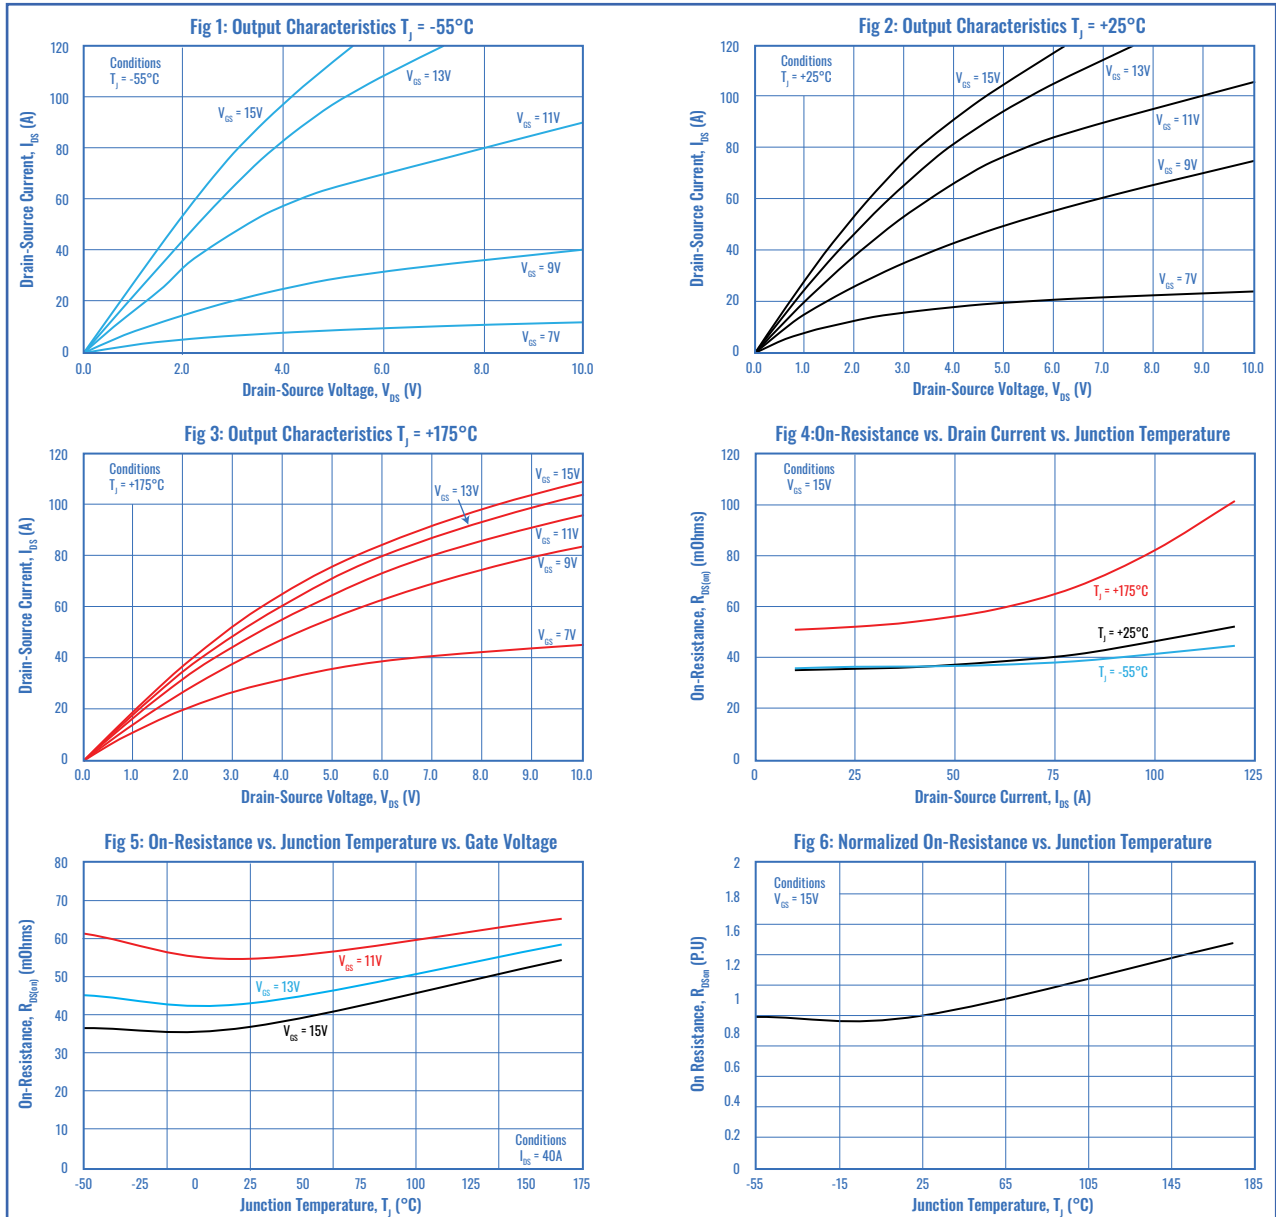 Fig 1: Output Characteristics TJ = -55°C
Drain-Source Current, IDS (A)
120
100
80
60
40
20
0
Conditions
TJ = -55°C
VGS = 15V
VGS = 13V
VGS = 11V
VGS = 9V
VGS = 7V
0.0 2.0 4.0 6.0 8.0 10.0
Drain-Source Voltage, VDS (V)
Fig 2: Output Characteristics TJ = +25°C
Drain-Source Current, IDS (A)
120
100
80
60
40
20
0
Conditions
TJ = +25°C
VGS = 15V
VGS = 13V
VGS = 11V
VGS = 9V
VGS = 7V
0.0 1.0 2.0 3.0 4.0 5.0 6.0 7.0 8.0 9.0 10.0
Drain-Source Voltage, VDS (V)
Fig 3: Output Characteristics TJ = +175°C
Drain-Source Current, IDS (A)
120
100
80
60
40
20
0
Conditions
TJ = +175°C
VGS = 15V
VGS = 13V
VGS = 11V
VGS = 9V
VGS = 7V
0.0 1.0 2.0 3.0 4.0 5.0 6.0 7.0 8.0 9.0 10.0
Drain-Source Voltage, VDS (V)
Fig 4:On-Resistance vs. Drain Current vs. Junction Temperature
On-Resistance, RDS(on) (mOhms)
120
100
80
60
40
20
0
Conditions
VGS = 15V
TJ = +175°C
TJ = +25°C
TJ = -55°C
0 25 50 75 100 125
Drain-Source Current, IDS (A)
Fig 5: On-Resistance vs. Junction Temperature vs. Gate Voltage
On-Resistance, RDS(on) (mOhms)
80
70
60
50
40
30
20
10
0
VGS = 11V
VGS = 13V
VGS = 15V
Conditions
IDS = 40A
-50 -25 0 25 50 75 100 125 150 175
Junction Temperature, TJ (°C)
Fig 6: Normalized On-Resistance vs. Junction Temperature
On Resistance, RDSon (P.U)
2
1.8
1.6
1.2
1
0.8
0.6
0.4
0.2
0
Conditions
VGS = 15V
-55 -15 25 65 105 145 185
Junction Temperature, TJ (°C)